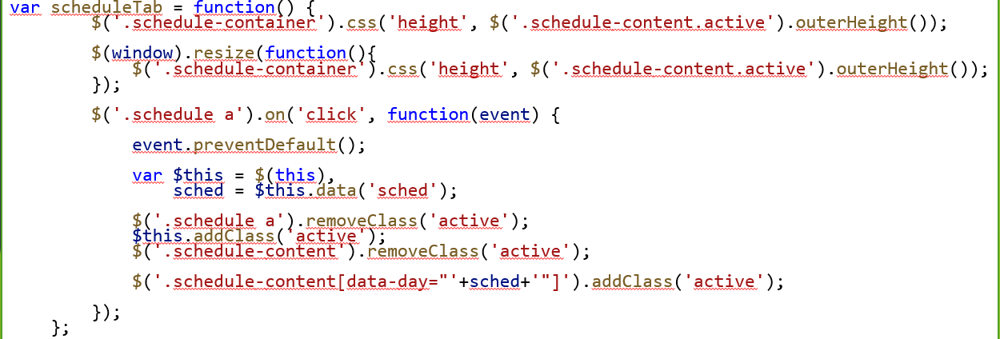 var scheduleTab = function() {
$('.schedule-container').css('height', $('.schedule-content.active').outerHeight());
$(window).resize(function(){
$('.schedule-container').css('height', $('.schedule-content.active').outerHeight());
});
$('.schedule a').on('click', function(event) {
event.preventDefault();
var $this = $(this),
sched = $this.data('sched');
$('.schedule a').removeClass('active');
$this.addClass('active');
$('.schedule-content').removeClass('active');
$('.schedule-content[data-day="'+sched+'"]').addClass('active');
});
};